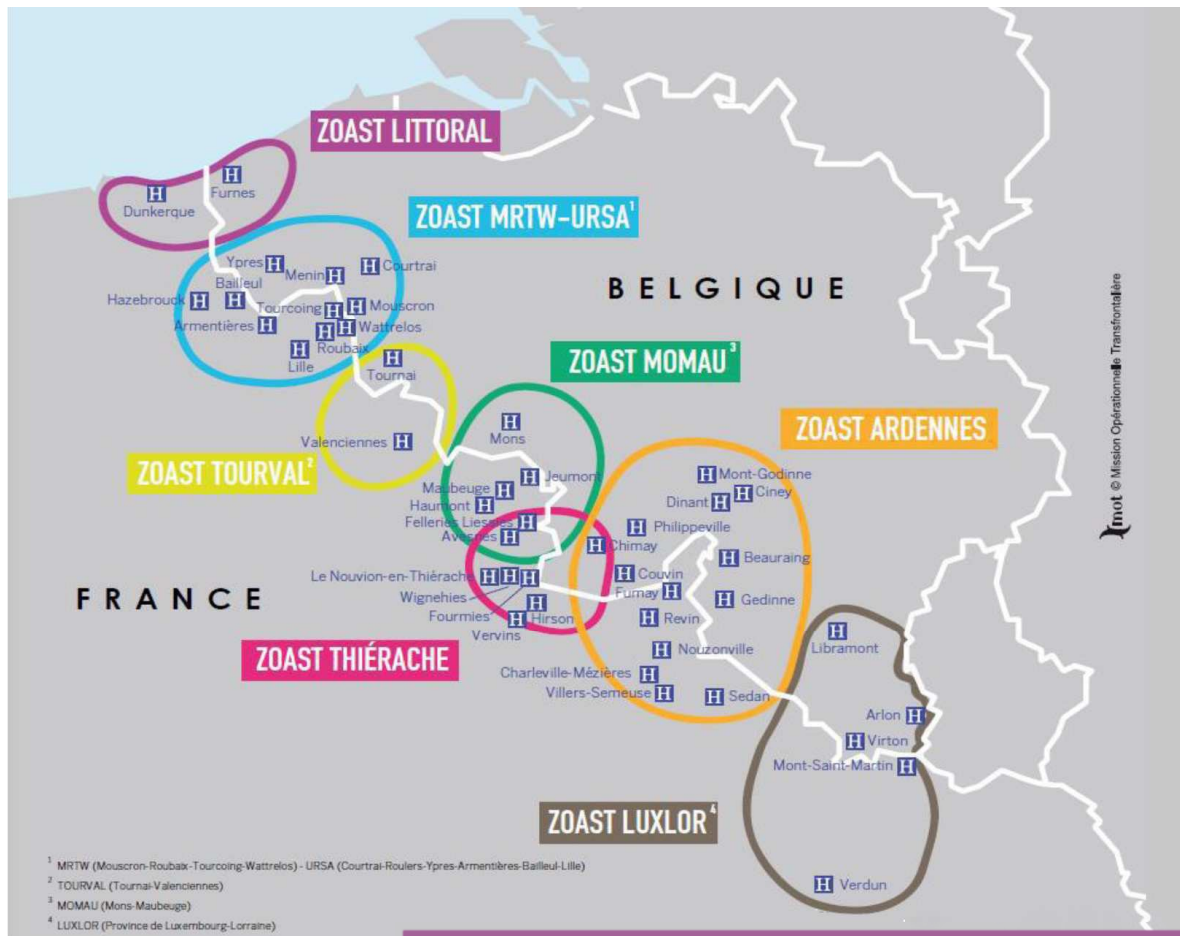 ZOAST LITTORAL
Furnes
Dunkerque
ZOAST MRTW-URSA¹
Ypres
Menin
Courtrai
Bailleul
Hazebrouck
Tourcoing
Mouscron
Armentières
Wattrelos
Roubaix
Lille
BELGIQUE
Tournai
ZOAST MOMAU³
Valenciennes
Mons
ZOAST ARDENNES
ZOAST TOURVAL²
Jeumont
Mont-Godinne
Maubeuge
Ciney
Dinant
Haumont
Felleries Liessies
Philippeville
Avesnes
Chimay
Beauraing
Le Nouvion-en-Thiérache
Couvin
FRANCE
Wignehies
Fumay
Gedinne
Fourmies
Hirson
Revin
Vervins
ZOAST THIÉRACHE
Nouzonville
Libramont
Charleville-Mézières
Villers-Semeuse
Sedan
Arlon
Virton
Mont-Saint-Martin
ZOAST LUXLOR⁴
Verdun
mot © Mission Opérationnelle Transfrontalière
¹ MRTW (Mouscron-Roubaix-Tourcoing-Wattrelos) - URSA (Courtrai-Roulers-Ypres-Armentières-Bailleul-Lille)
² TOURVAL (Tournai-Valenciennes)
³ MOMAU (Mons-Maubeuge)
⁴ LUXLOR (Province de Luxembourg-Lorraine)